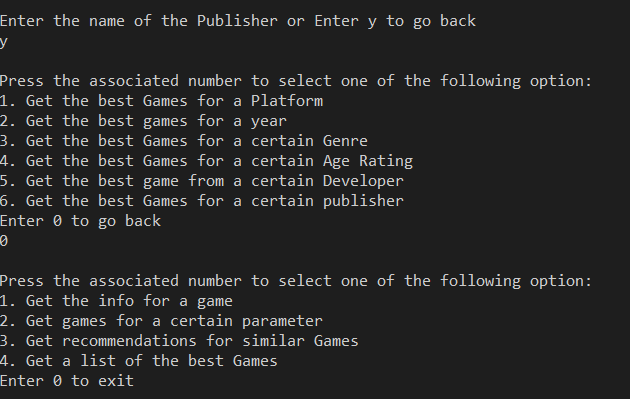 Enter the name of the Publisher or Enter y to go back
y
Press the associated number to select one of the following option:
1. Get the best Games for a Platform
2. Get the best games for a year
3. Get the best Games for a certain Genre
4. Get the best Games for a certain Age Rating
5. Get the best game from a certain Developer
6. Get the best Games for a certain publisher
Enter 0 to go back
0
Press the associated number to select one of the following option:
1. Get the info for a game
2. Get games for a certain parameter
3. Get recommendations for similar Games
4. Get a list of the best Games
Enter 0 to exit